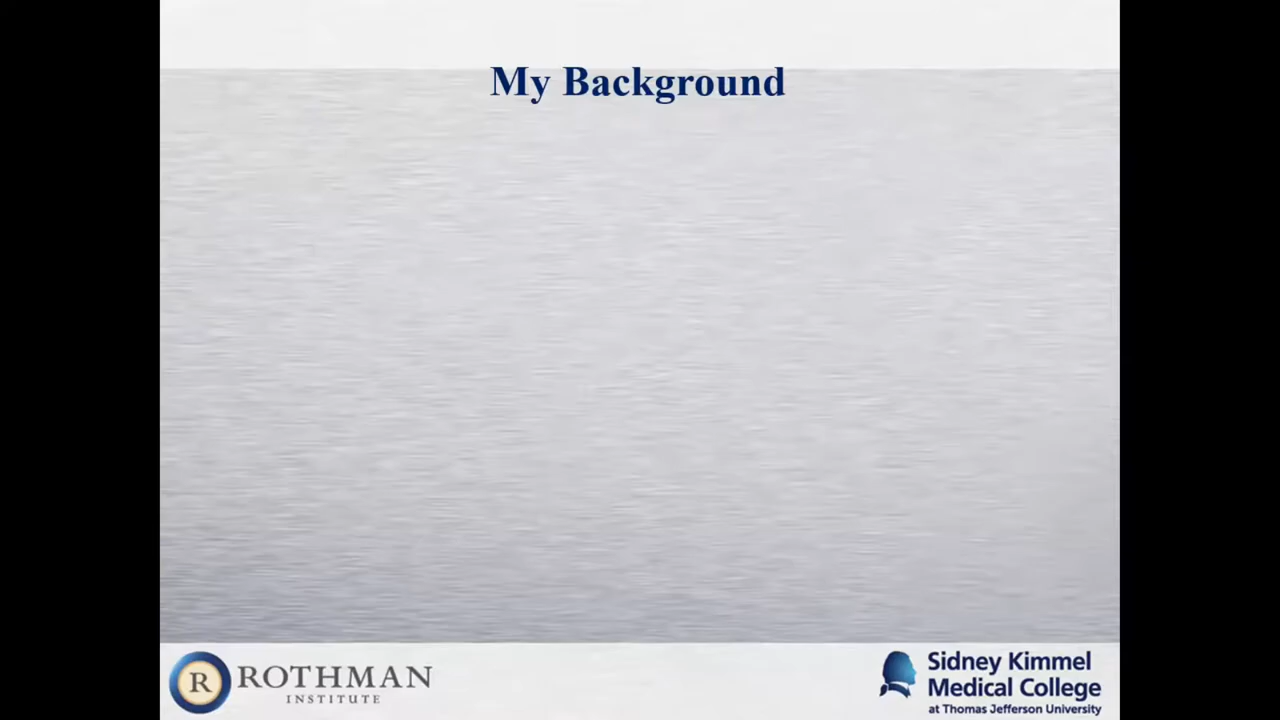 My Background
R ROTHMAN
INSTITUTE
Sidney Kimmel
Medical College
at Thomas Jefferson University